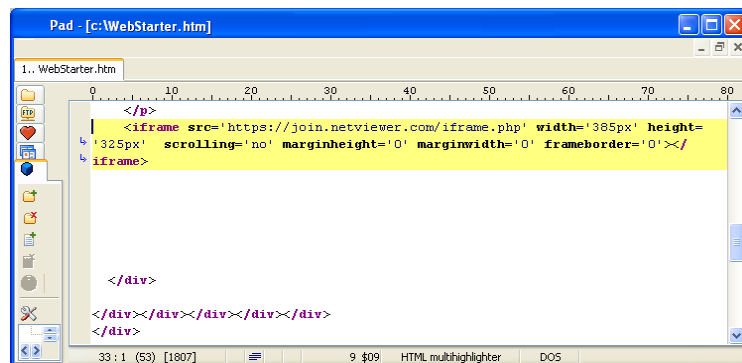 Pad - [c:\WebStarter.htm]
1.. WebStarter.htm
0 10 20 30 40 50 60 70 80
</p>
<iframe src='https://join.netviewer.com/iframe.php' width='385px' height=
'325px'  scrolling='no' marginheight='0' marginwidth='0' frameborder='0'></
iframe>
</div>
</div></div></div></div></div>
</div>
FTP
33 : 1 (53) [1807] 9 $09 HTML multihighlighter DOS